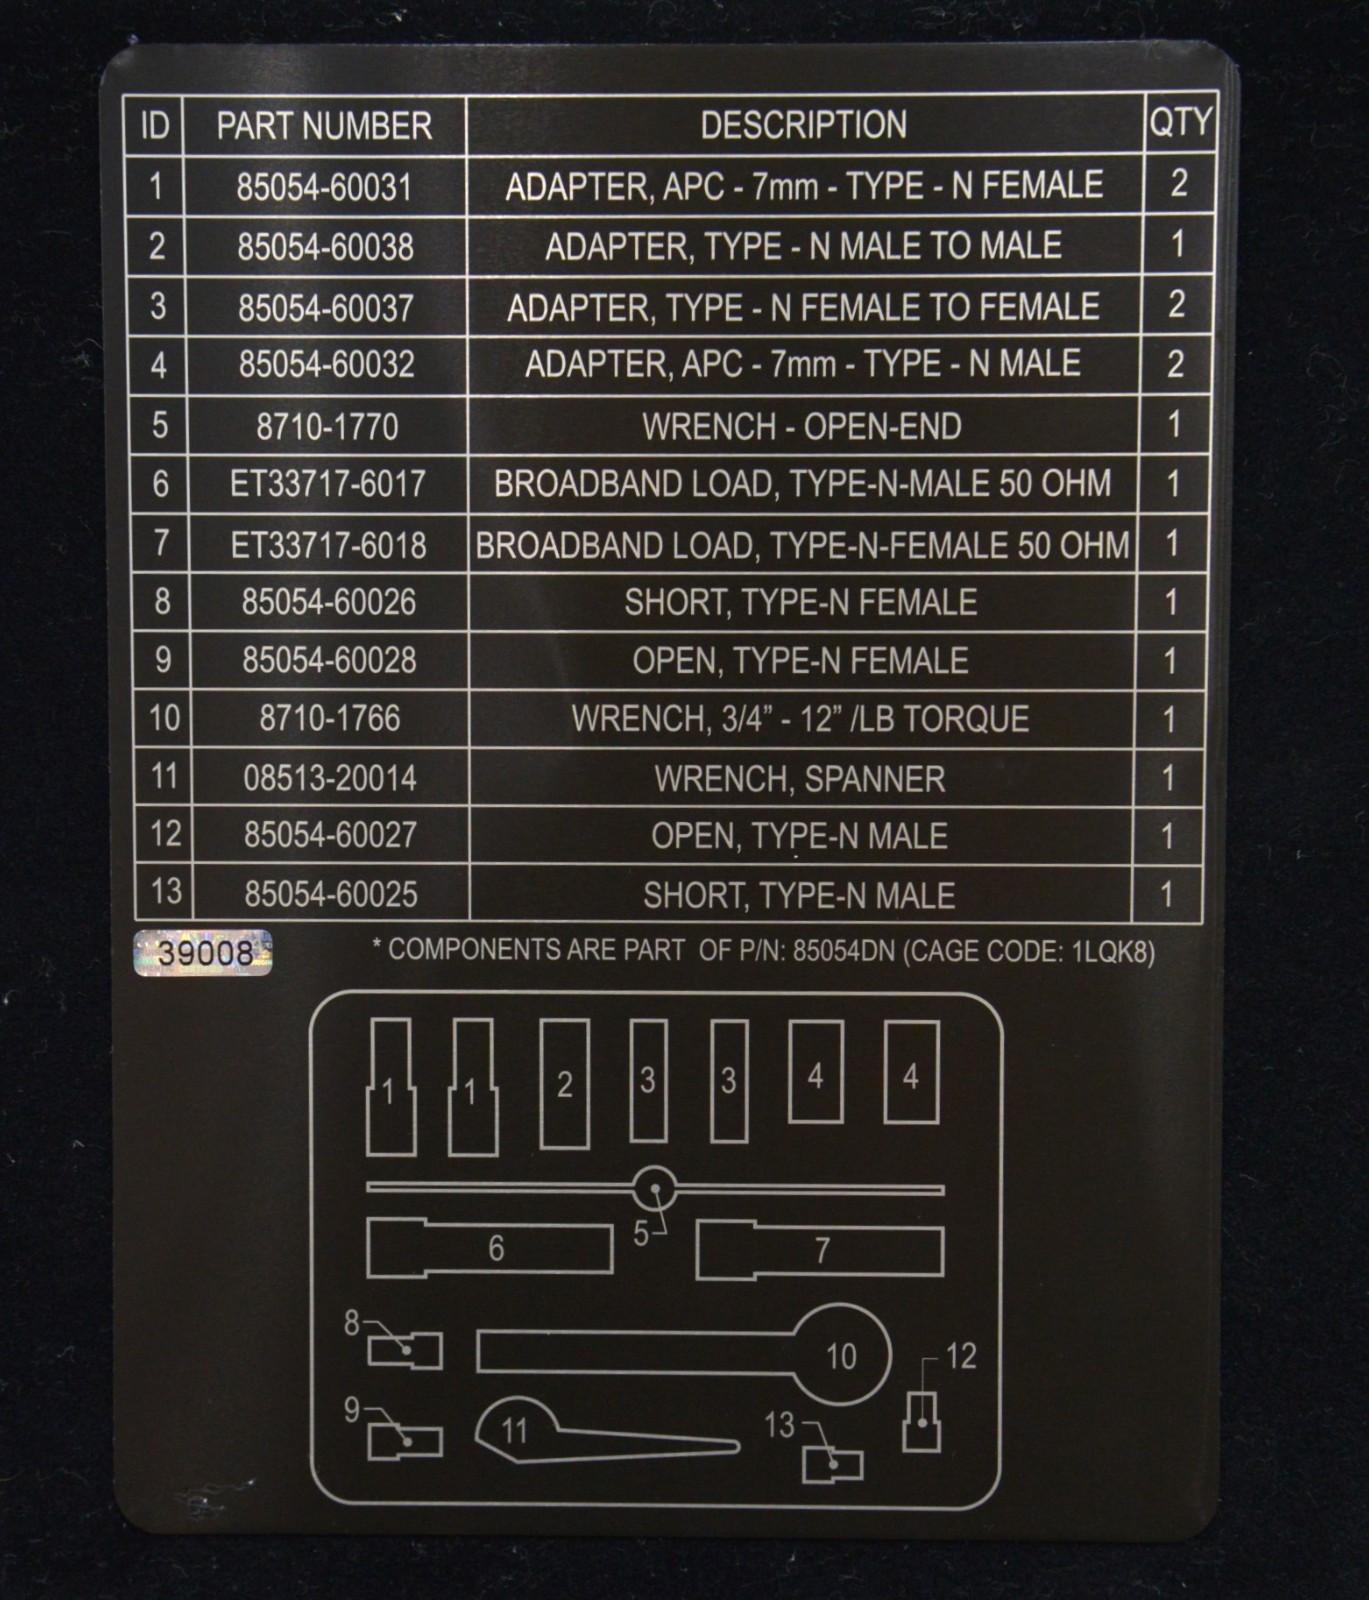 ID PART NUMBER DESCRIPTION QTY
1 85054-60031 ADAPTER, APC - 7mm - TYPE - N FEMALE 2
2 85054-60038 ADAPTER, TYPE - N MALE TO MALE 1
3 85054-60037 ADAPTER, TYPE - N FEMALE TO FEMALE 2
4 85054-60032 ADAPTER, APC - 7mm - TYPE - N MALE 2
5 8710-1770 WRENCH - OPEN-END 1
6 ET33717-6017 BROADBAND LOAD, TYPE-N-MALE 50 OHM 1
7 ET33717-6018 BROADBAND LOAD, TYPE-N-FEMALE 50 OHM 1
8 85054-60026 SHORT, TYPE-N FEMALE 1
9 85054-60028 OPEN, TYPE-N FEMALE 1
10 8710-1766 WRENCH, 3/4” - 12” /LB TORQUE 1
11 08513-20014 WRENCH, SPANNER 1
12 85054-60027 OPEN, TYPE-N MALE 1
13 85054-60025 SHORT, TYPE-N MALE 1
39008 * COMPONENTS ARE PART OF P/N: 85054DN (CAGE CODE: 1LQK8)
1 1 2 3 3 4 4
5
6 7
8 10 12
9 11 13